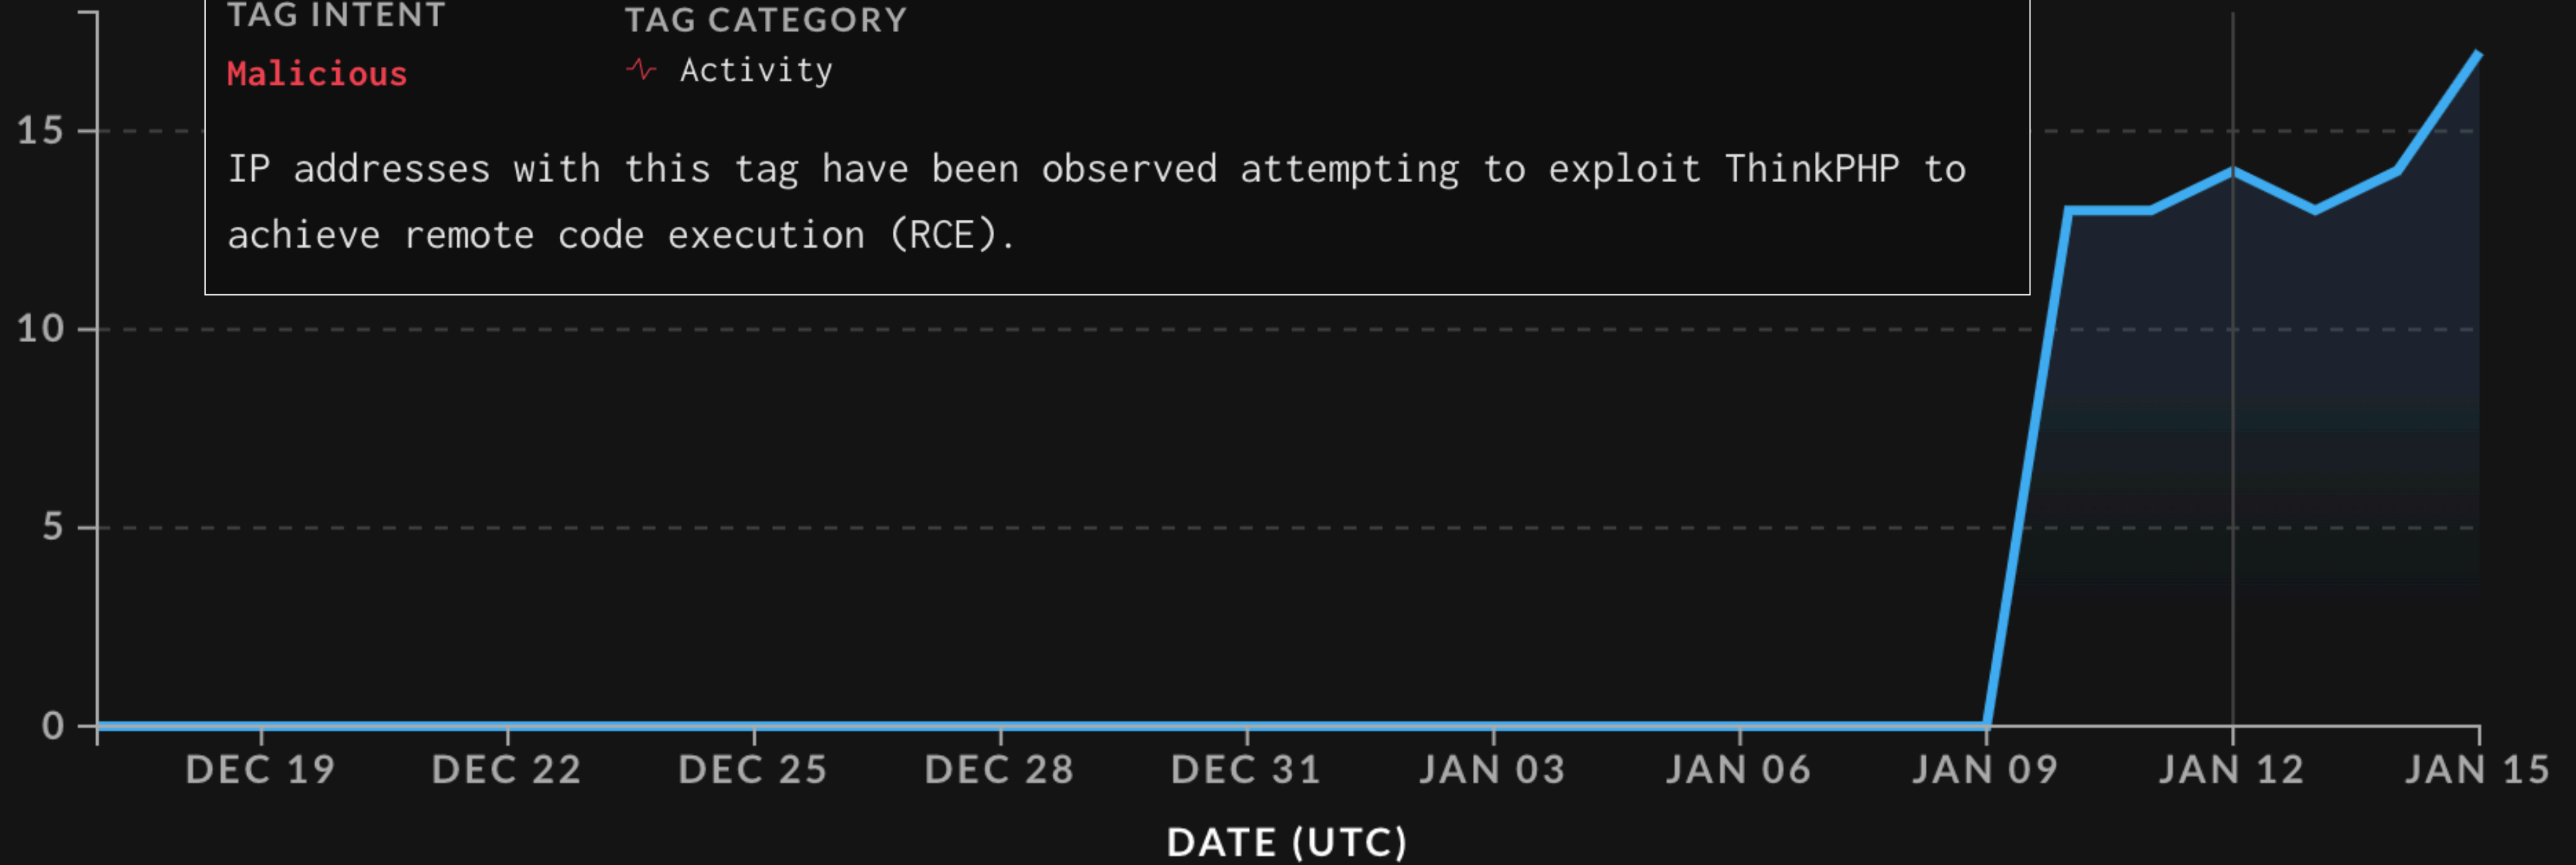 TAG INTENT
TAG CATEGORY
Malicious
Activity
IP addresses with this tag have been observed attempting to exploit ThinkPHP to
achieve remote code execution (RCE).
15
10
5
0
DEC 19
DEC 22
DEC 25
DEC 28
DEC 31
JAN 03
JAN 06
JAN 09
JAN 12
JAN 15
DATE (UTC)